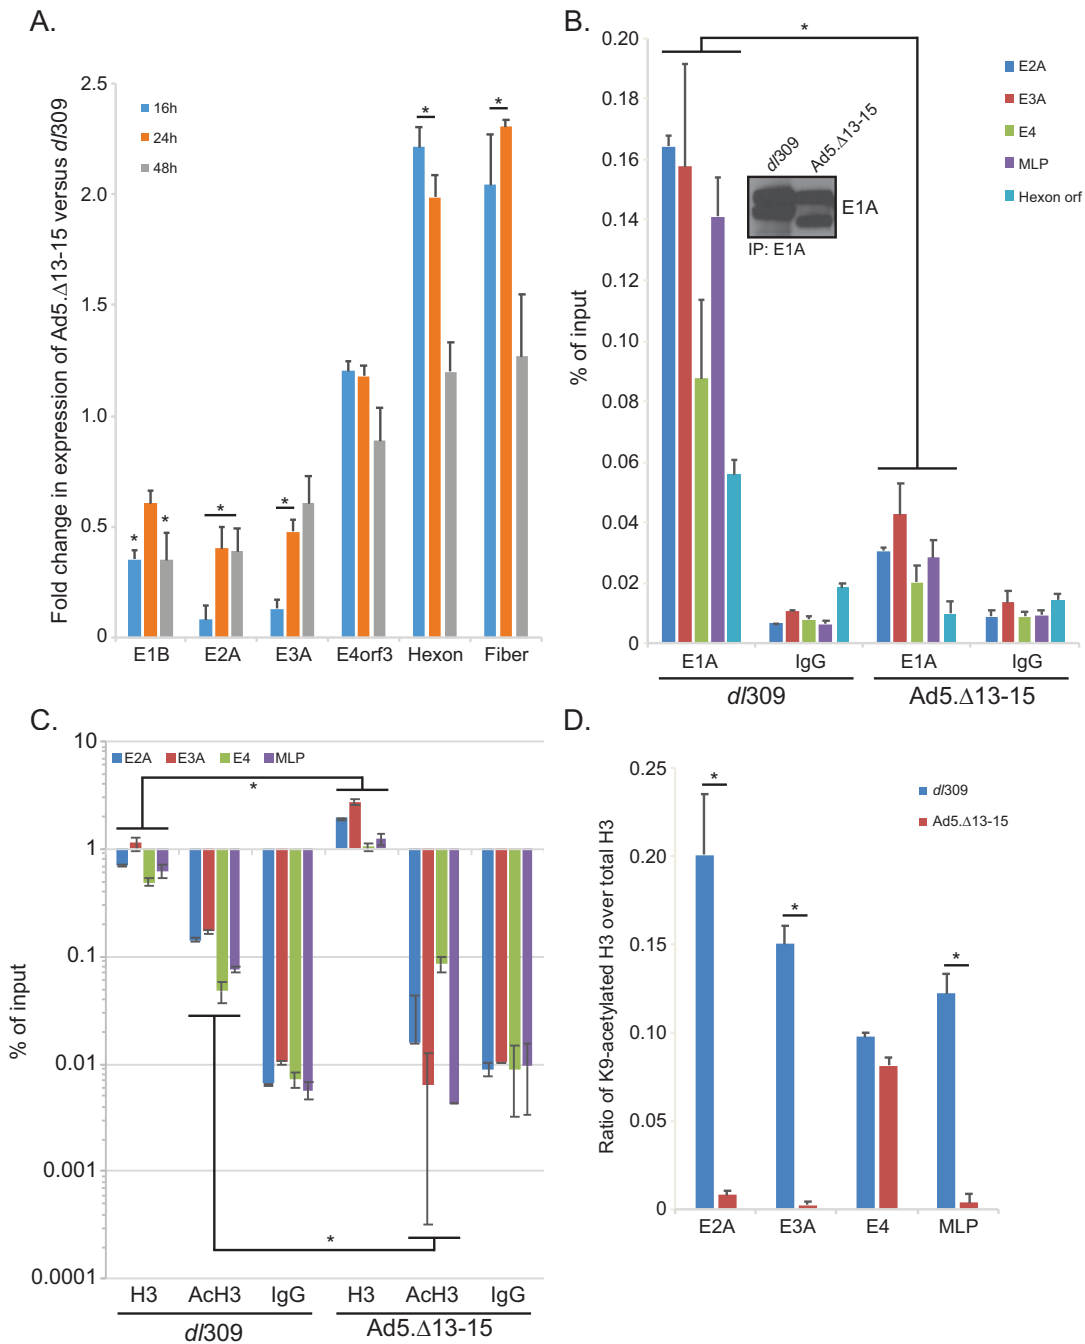 A.
Fold change in expression of Ad5.Δ13-15 versus dl309
2.5
2.0
1.5
1.0
0.5
0
16h
24h
48h
*
*
*
*
*
*
E1B E2A E3A E4orf3 Hexon Fiber
B.
% of input
0.20
0.18
0.16
0.14
0.12
0.10
0.08
0.06
0.04
0.02
0
*
E2A
E3A
E4
MLP
Hexon orf
dl309 Ad5.Δ13-15
E1A
IP: E1A
E1A IgG E1A IgG
dl309 Ad5.Δ13-15
C.
% of input
10
1
0.1
0.01
0.001
0.0001
E2A E3A E4 MLP
*
*
H3 AcH3 IgG H3 AcH3 IgG
dl309 Ad5.Δ13-15
D.
Ratio of K9-acetylated H3 over total H3
0.25
0.20
0.15
0.10
0.05
0
dl309
Ad5.Δ13-15
*
*
*
E2A E3A E4 MLP